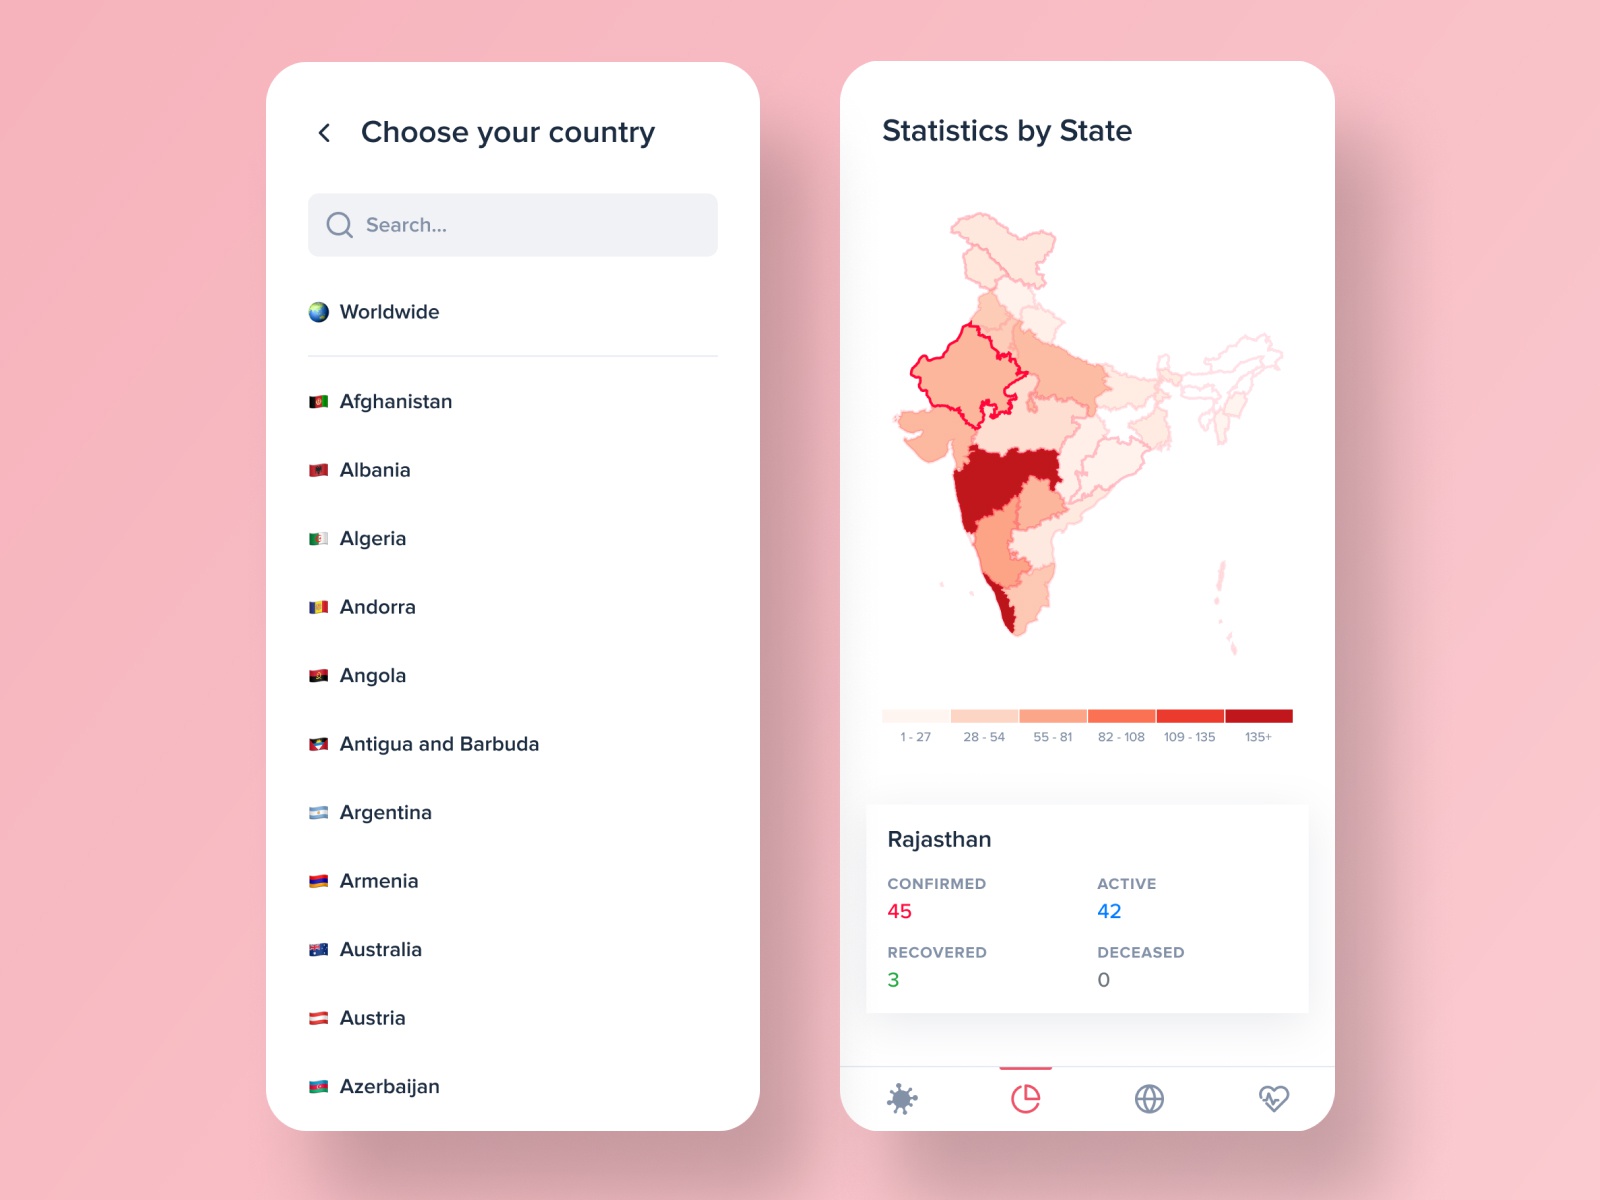 Choose your country
Search...
Worldwide
Afghanistan
Albania
Algeria
Andorra
Angola
Antigua and Barbuda
Argentina
Armenia
Australia
Austria
Azerbaijan
Statistics by State
1 - 27 28 - 54 55 - 81 82 - 108 109 - 135 135+
Rajasthan
CONFIRMED ACTIVE
45 42
RECOVERED DECEASED
3 0